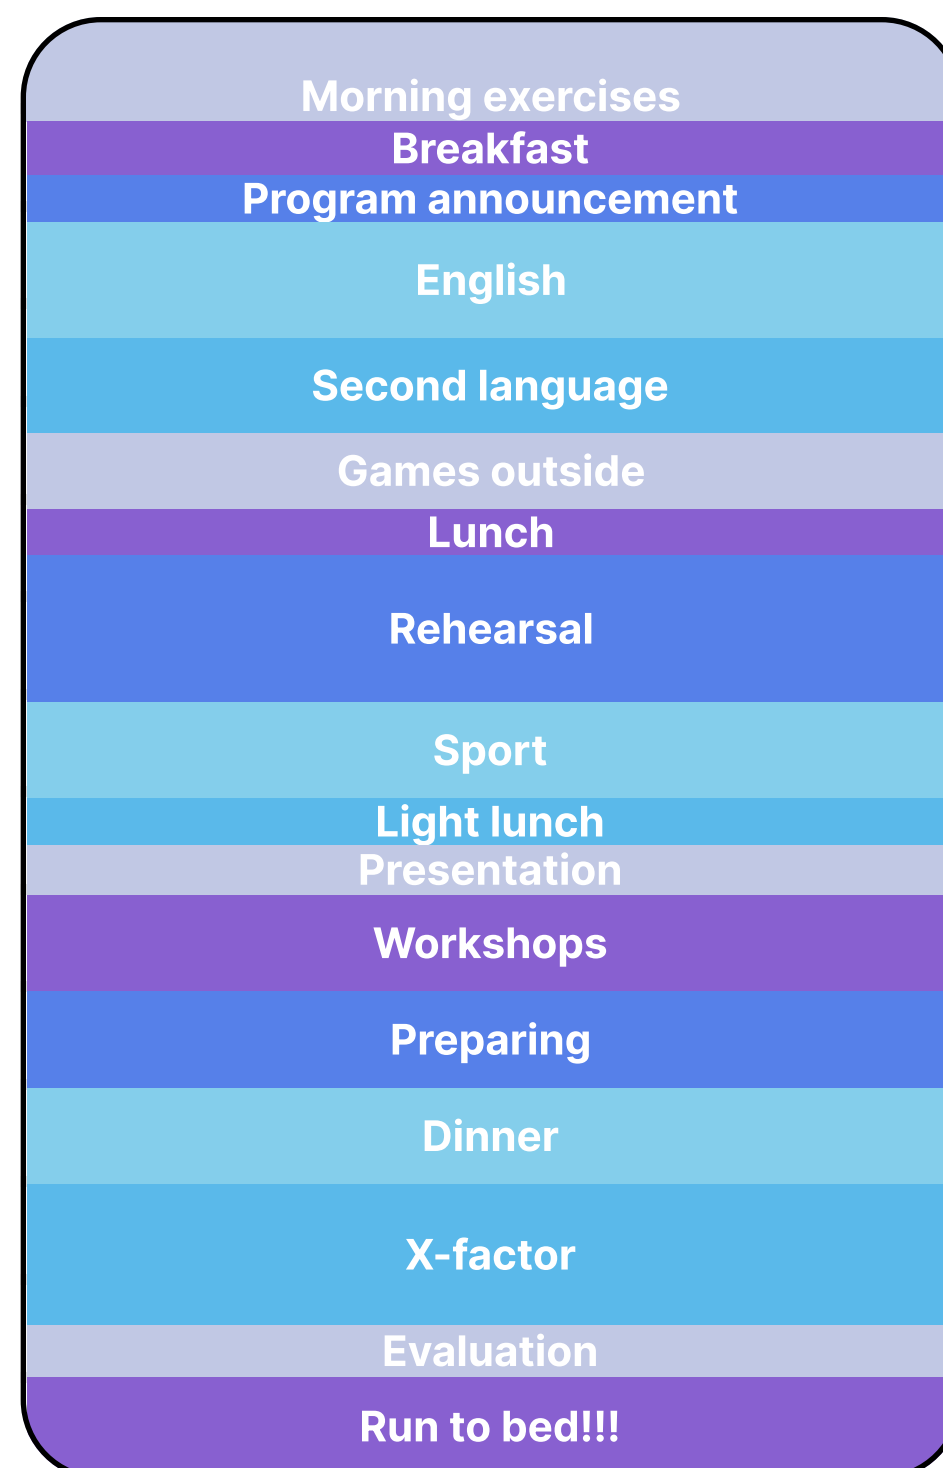 Morning exercises
Breakfast
Program announcement
English
Second language
Games outside
Lunch
Rehearsal
Sport
Light lunch
Presentation
Workshops
Preparing
Dinner
X-factor
Evaluation
Run to bed!!!